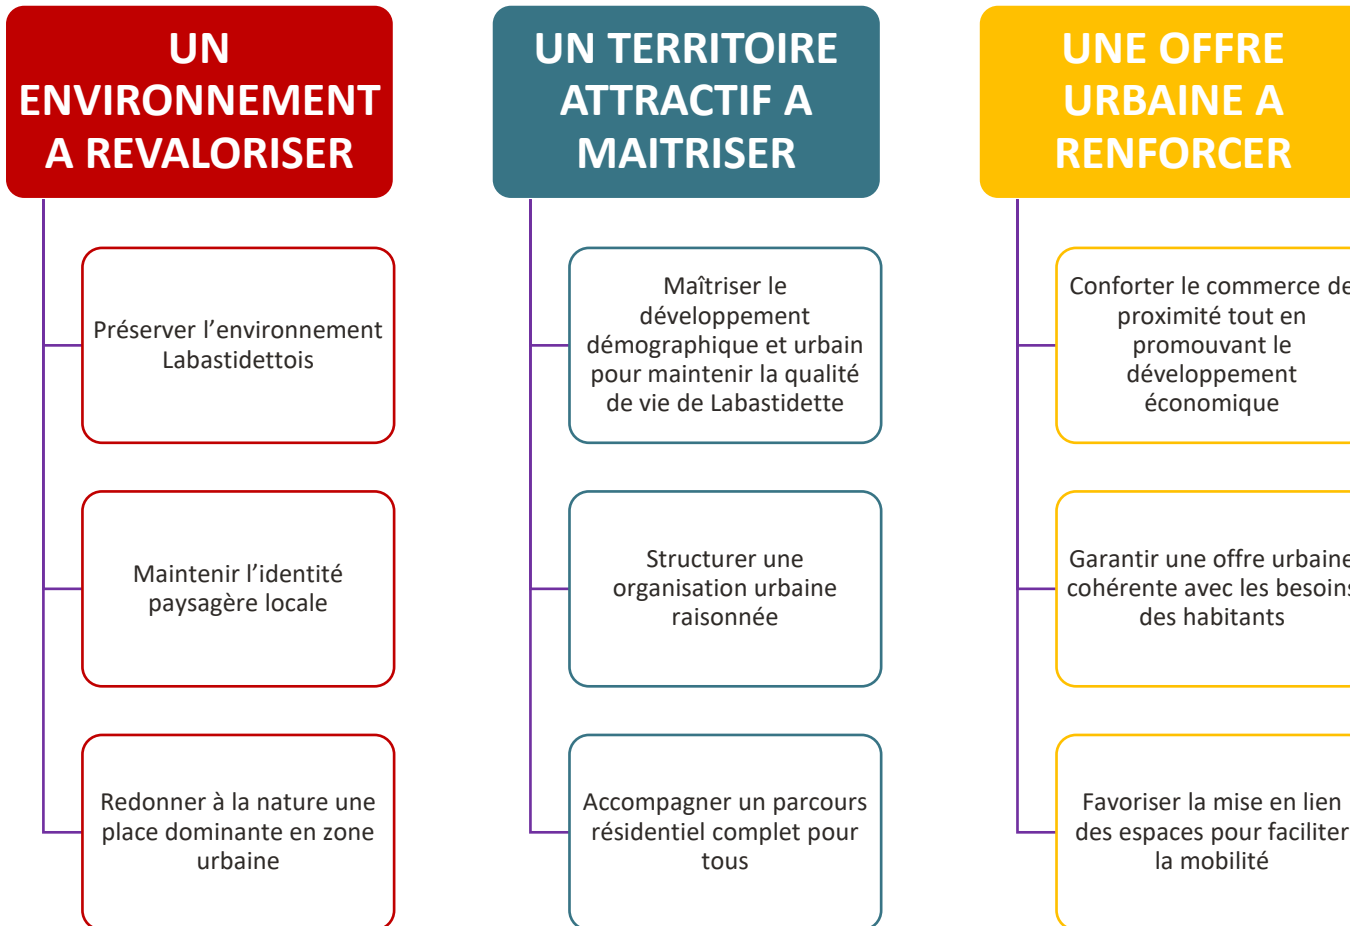 UN
ENVIRONNEMENT
A REVALORISER
Préserver l’environnement
Labastidettois
Maintenir l’identité
paysagère locale
Redonner à la nature une
place dominante en zone
urbaine
UN TERRITOIRE
ATTRACTIF A
MAITRISER
Maîtriser le
développement
démographique et urbain
pour maintenir la qualité
de vie de Labastidette
Structurer une
organisation urbaine
raisonnée
Accompagner un parcours
résidentiel complet pour
tous
UNE OFFRE
URBAINE A
RENFORCER
Conforter le commerce de
proximité tout en
promouvant le
développement
économique
Garantir une offre urbaine
cohérente avec les besoins
des habitants
Favoriser la mise en lien
des espaces pour faciliter
la mobilité